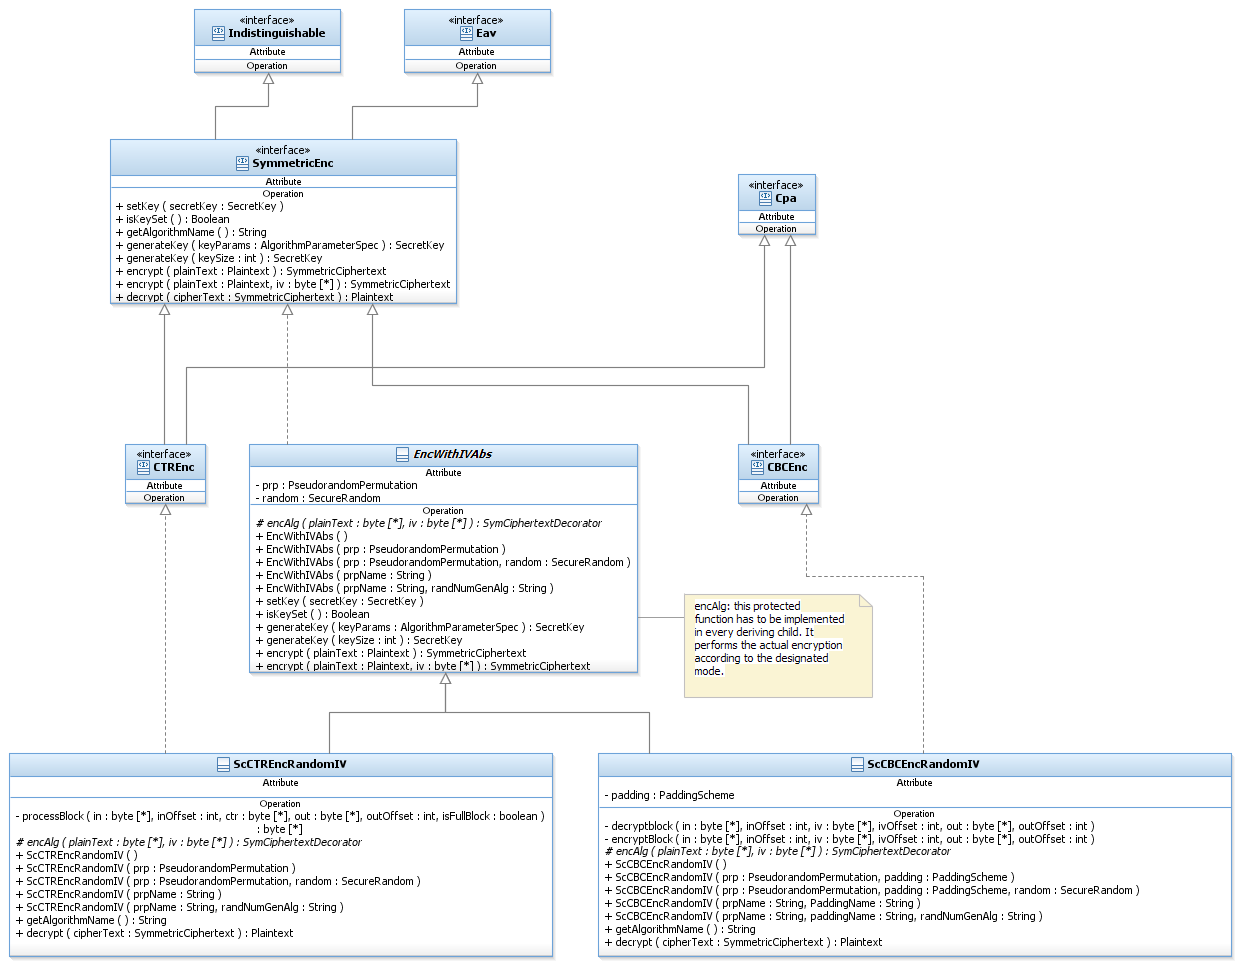 «interface»
Indistinguishable
Attribute
Operation
«interface»
Eav
Attribute
Operation
«interface»
SymmetricEnc
Attribute
Operation
+ setKey ( secretKey : SecretKey )
+ isKeySet ( ) : Boolean
+ getAlgorithmName ( ) : String
+ generateKey ( keyParams : AlgorithmParameterSpec ) : SecretKey
+ generateKey ( keySize : int ) : SecretKey
+ encrypt ( plainText : Plaintext ) : SymmetricCiphertext
+ encrypt ( plainText : Plaintext, iv : byte [*] ) : SymmetricCiphertext
+ decrypt ( cipherText : SymmetricCiphertext ) : Plaintext
«interface»
Cpa
Attribute
Operation
«interface»
CTREnc
Attribute
Operation
EncWithIVAbs
Attribute
- prp : PseudorandomPermutation
- random : SecureRandom
Operation
# encAlg ( plainText : byte [*], iv : byte [*] ) : SymCiphertextDecorator
+ EncWithIVAbs ( )
+ EncWithIVAbs ( prp : PseudorandomPermutation )
+ EncWithIVAbs ( prp : PseudorandomPermutation, random : SecureRandom )
+ EncWithIVAbs ( prpName : String )
+ EncWithIVAbs ( prpName : String, randNumGenAlg : String )
+ setKey ( secretKey : SecretKey )
+ isKeySet ( ) : Boolean
+ generateKey ( keyParams : AlgorithmParameterSpec ) : SecretKey
+ generateKey ( keySize : int ) : SecretKey
+ encrypt ( plainText : Plaintext ) : SymmetricCiphertext
+ encrypt ( plainText : Plaintext, iv : byte [*] ) : SymmetricCiphertext
«interface»
CBCEnc
Attribute
Operation
encAlg: this protected
function has to be implemented
in every deriving child. It
performs the actual encryption
according to the designated
mode.
ScCTREncRandomIV
Attribute
Operation
- processBlock ( in : byte [*], inOffset : int, ctr : byte [*], out : byte [*], outOffset : int, isFullBlock : boolean )
: byte [*]
# encAlg ( plainText : byte [*], iv : byte [*] ) : SymCiphertextDecorator
+ ScCTREncRandomIV ( )
+ ScCTREncRandomIV ( prp : PseudorandomPermutation )
+ ScCTREncRandomIV ( prp : PseudorandomPermutation, random : SecureRandom )
+ ScCTREncRandomIV ( prpName : String )
+ ScCTREncRandomIV ( prpName : String, randNumGenAlg : String )
+ getAlgorithmName ( ) : String
+ decrypt ( cipherText : SymmetricCiphertext ) : Plaintext
ScCBCEncRandomIV
Attribute
- padding : PaddingScheme
Operation
- decryptblock ( in : byte [*], inOffset : int, iv : byte [*], ivOffset : int, out : byte [*], outOffset : int )
- encryptBlock ( in : byte [*], inOffset : int, iv : byte [*], ivOffset : int, out : byte [*], outOffset : int )
# encAlg ( plainText : byte [*], iv : byte [*] ) : SymCiphertextDecorator
+ ScCBCEncRandomIV ( )
+ ScCBCEncRandomIV ( prp : PseudorandomPermutation, padding : PaddingScheme )
+ ScCBCEncRandomIV ( prp : PseudorandomPermutation, padding : PaddingScheme, random : SecureRandom )
+ ScCBCEncRandomIV ( prpName : String, PaddingName : String )
+ ScCBCEncRandomIV ( prpName : String, paddingName : String, randNumGenAlg : String )
+ getAlgorithmName ( ) : String
+ decrypt ( cipherText : SymmetricCiphertext ) : Plaintext